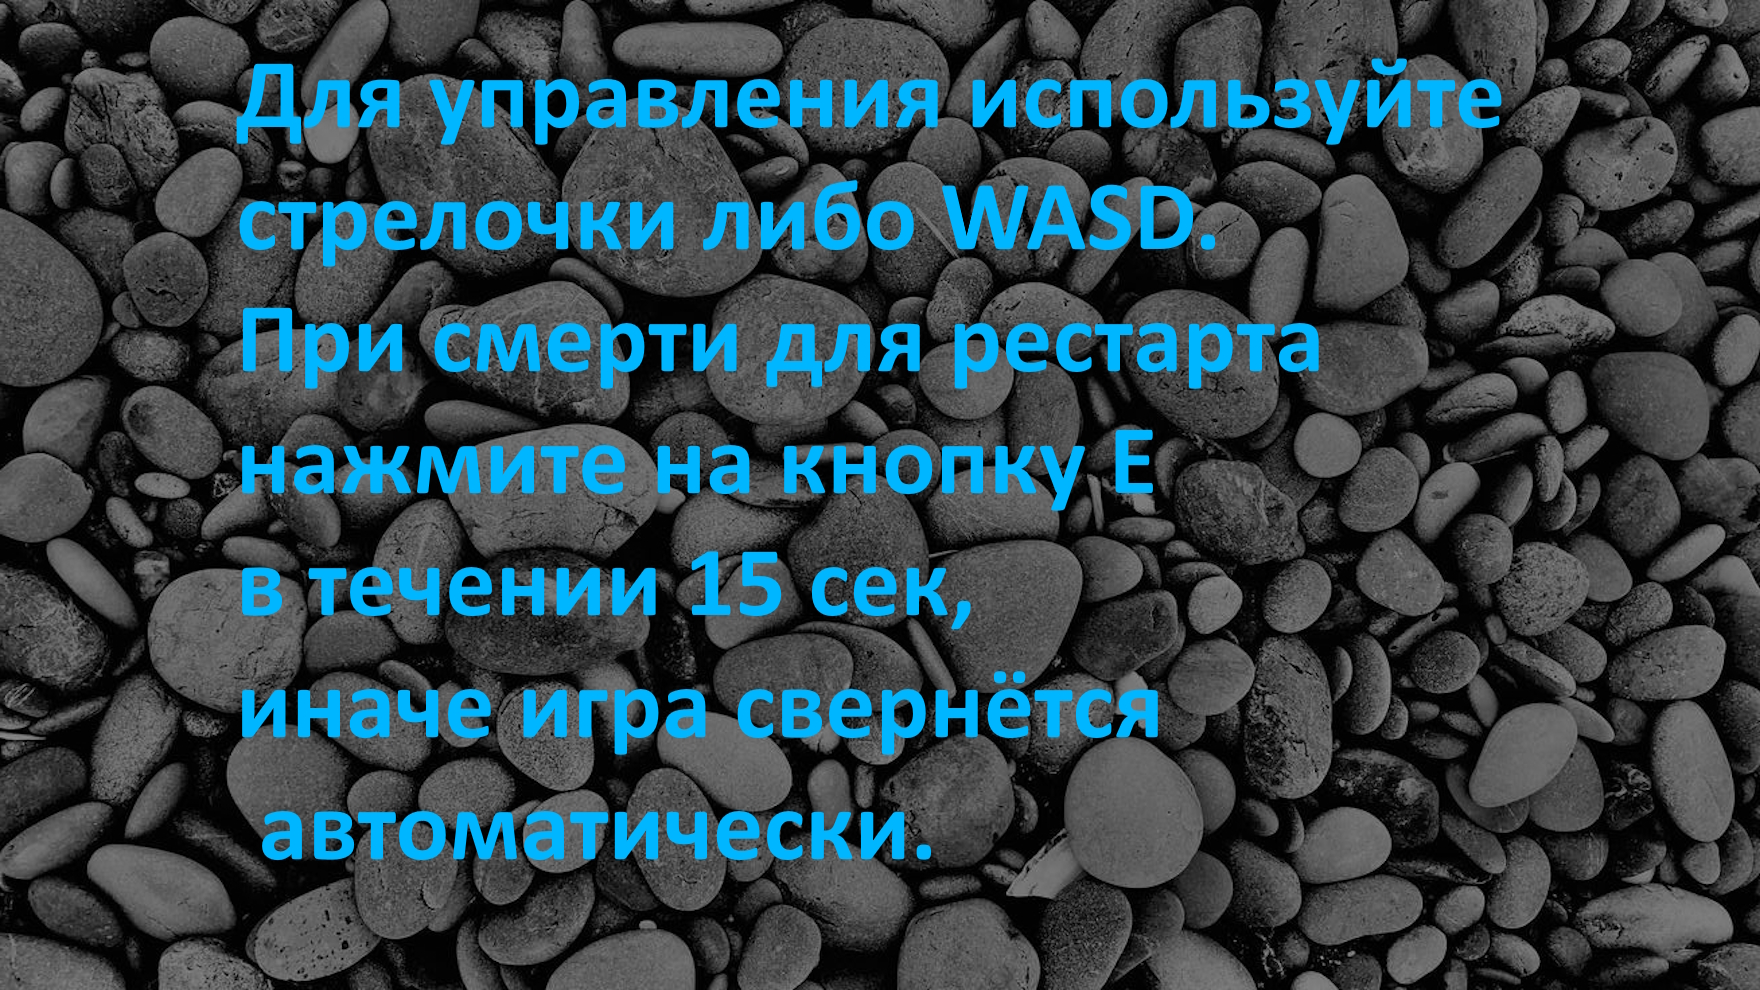 Для управления используйте
стрелочки либо WASD.
При смерти для рестарта
нажмите на кнопку E
в течении 15 сек,
иначе игра свернётся
автоматически.